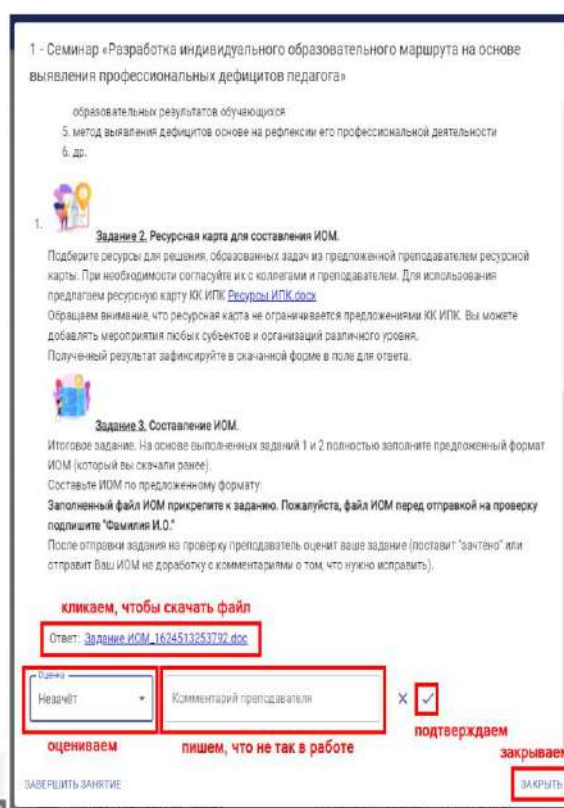 1 - Семинар «Разработка индивидуального образовательного маршрута на основе
выявления профессиональных дефицитов педагога»
образовательных результатов обучающихся
5. метод выявления дефицитов основе на рефлексии его профессиональной деятельности
6. др.
1.
Задание 2. Ресурсная карта для составления ИОМ.
Подберите ресурсы для решения, образованных задач из предложенной преподавателем ресурсной
карты. При необходимости согласуйте их с коллегами и преподавателем. Для использования
предлагаем ресурсную карту КК ИПК Ресурсы ИПК.docx
Обращаем внимание, что ресурсная карта не ограничивается предложениями КК ИПК. Вы можете
добавлять мероприятия любых субъектов и организаций различного уровня.
Полученный результат зафиксируйте в скачанной форме в поле для ответа.
Задание 3. Составление ИОМ.
Итоговое задание. На основе выполненных заданий 1 и 2 полностью заполните предложенный формат
ИОМ (который вы скачали ранее).
Составьте ИОМ по предложенному формату.
Заполненный файл ИОМ прикрепите к заданию. Пожалуйста, файл ИОМ перед отправкой на проверку
подпишите "Фамилия И.О."
После отправки задания на проверку преподаватель оценит ваше задание (поставит "зачтено" или
отправит Ваш ИОМ на доработку с комментариями о том, что нужно исправить).
кликаем, чтобы скачать файл
Ответ: Задание.ИОМ_1624513253792.doc
Оценка
Незачёт
Комментарий преподавателя
подтверждаем
оцениваем
пишем, что не так в работе
закрываем
ЗАВЕРШИТЬ ЗАНЯТИЕ
ЗАКРЫТЬ